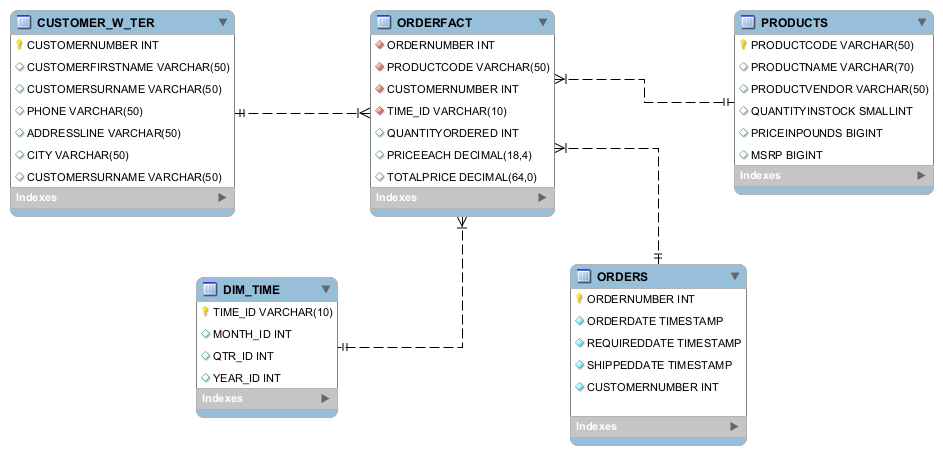 CUSTOMER_W_TER
CUSTOMERNUMBER INT
CUSTOMERFIRSTNAME VARCHAR(50)
CUSTOMERSURNAME VARCHAR(50)
PHONE VARCHAR(50)
ADDRESSLINE VARCHAR(50)
CITY VARCHAR(50)
CUSTOMERSURNAME VARCHAR(50)
Indexes
ORDERFACT
ORDERNUMBER INT
PRODUCTCODE VARCHAR(50)
CUSTOMERNUMBER INT
TIME_ID VARCHAR(10)
QUANTITYORDERED INT
PRICEEACH DECIMAL(18,4)
TOTALPRICE DECIMAL(64,0)
Indexes
PRODUCTS
PRODUCTCODE VARCHAR(50)
PRODUCTNAME VARCHAR(70)
PRODUCTVENDOR VARCHAR(50)
QUANTITYINSTOCK SMALLINT
PRICEINPOUNDS BIGINT
MSRP BIGINT
Indexes
DIM_TIME
TIME_ID VARCHAR(10)
MONTH_ID INT
QTR_ID INT
YEAR_ID INT
Indexes
ORDERS
ORDERNUMBER INT
ORDERDATE TIMESTAMP
REQUIREDDATE TIMESTAMP
SHIPPEDDATE TIMESTAMP
CUSTOMERNUMBER INT
Indexes